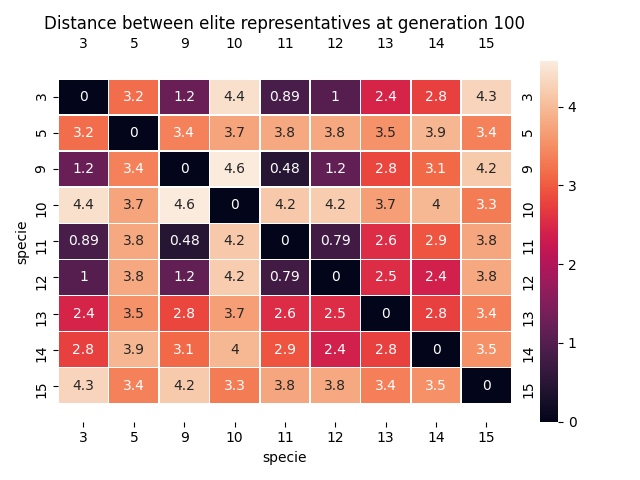 Distance between elite representatives at generation 100
3 5 9 10 11 12 13 14 15
3 0 3.2 1.2 4.4 0.89 1 2.4 2.8 4.3 3
5 3.2 0 3.4 3.7 3.8 3.8 3.5 3.9 3.4 5
9 1.2 3.4 0 4.6 0.48 1.2 2.8 3.1 4.2 9
10 4.4 3.7 4.6 0 4.2 4.2 3.7 4 3.3 10
11 0.89 3.8 0.48 4.2 0 0.79 2.6 2.9 3.8 11
12 1 3.8 1.2 4.2 0.79 0 2.5 2.4 3.8 12
13 2.4 3.5 2.8 3.7 2.6 2.5 0 2.8 3.4 13
14 2.8 3.9 3.1 4 2.9 2.4 2.8 0 3.5 14
15 4.3 3.4 4.2 3.3 3.8 3.8 3.4 3.5 0 15
3 5 9 10 11 12 13 14 15
specie
specie
4
3
2
1
0